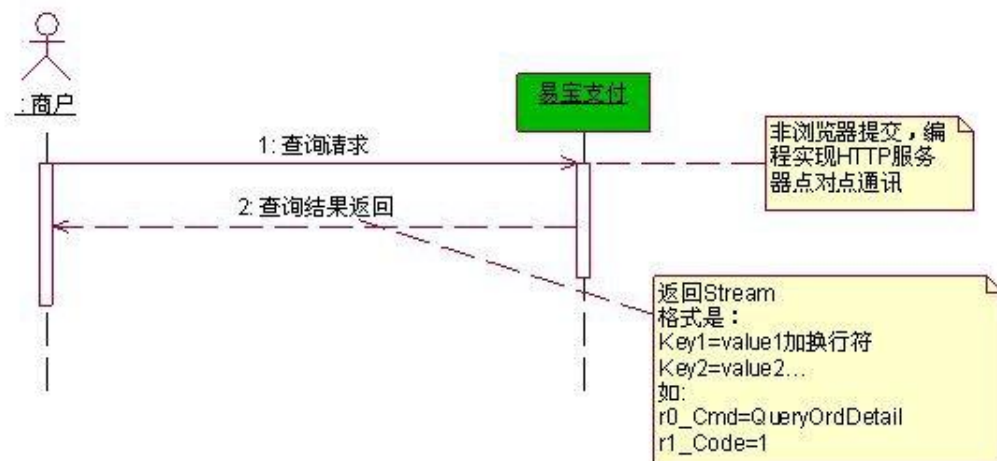 : 商户
易宝支付
1: 查询请求
非浏览器提交，编
程实现HTTP服务
器点对点通讯
2: 查询结果返回
返回Stream
格式是：
Key1=value1加换行符
Key2=value2...
如:
r0_Cmd=QueryOrdDetail
r1_Code=1